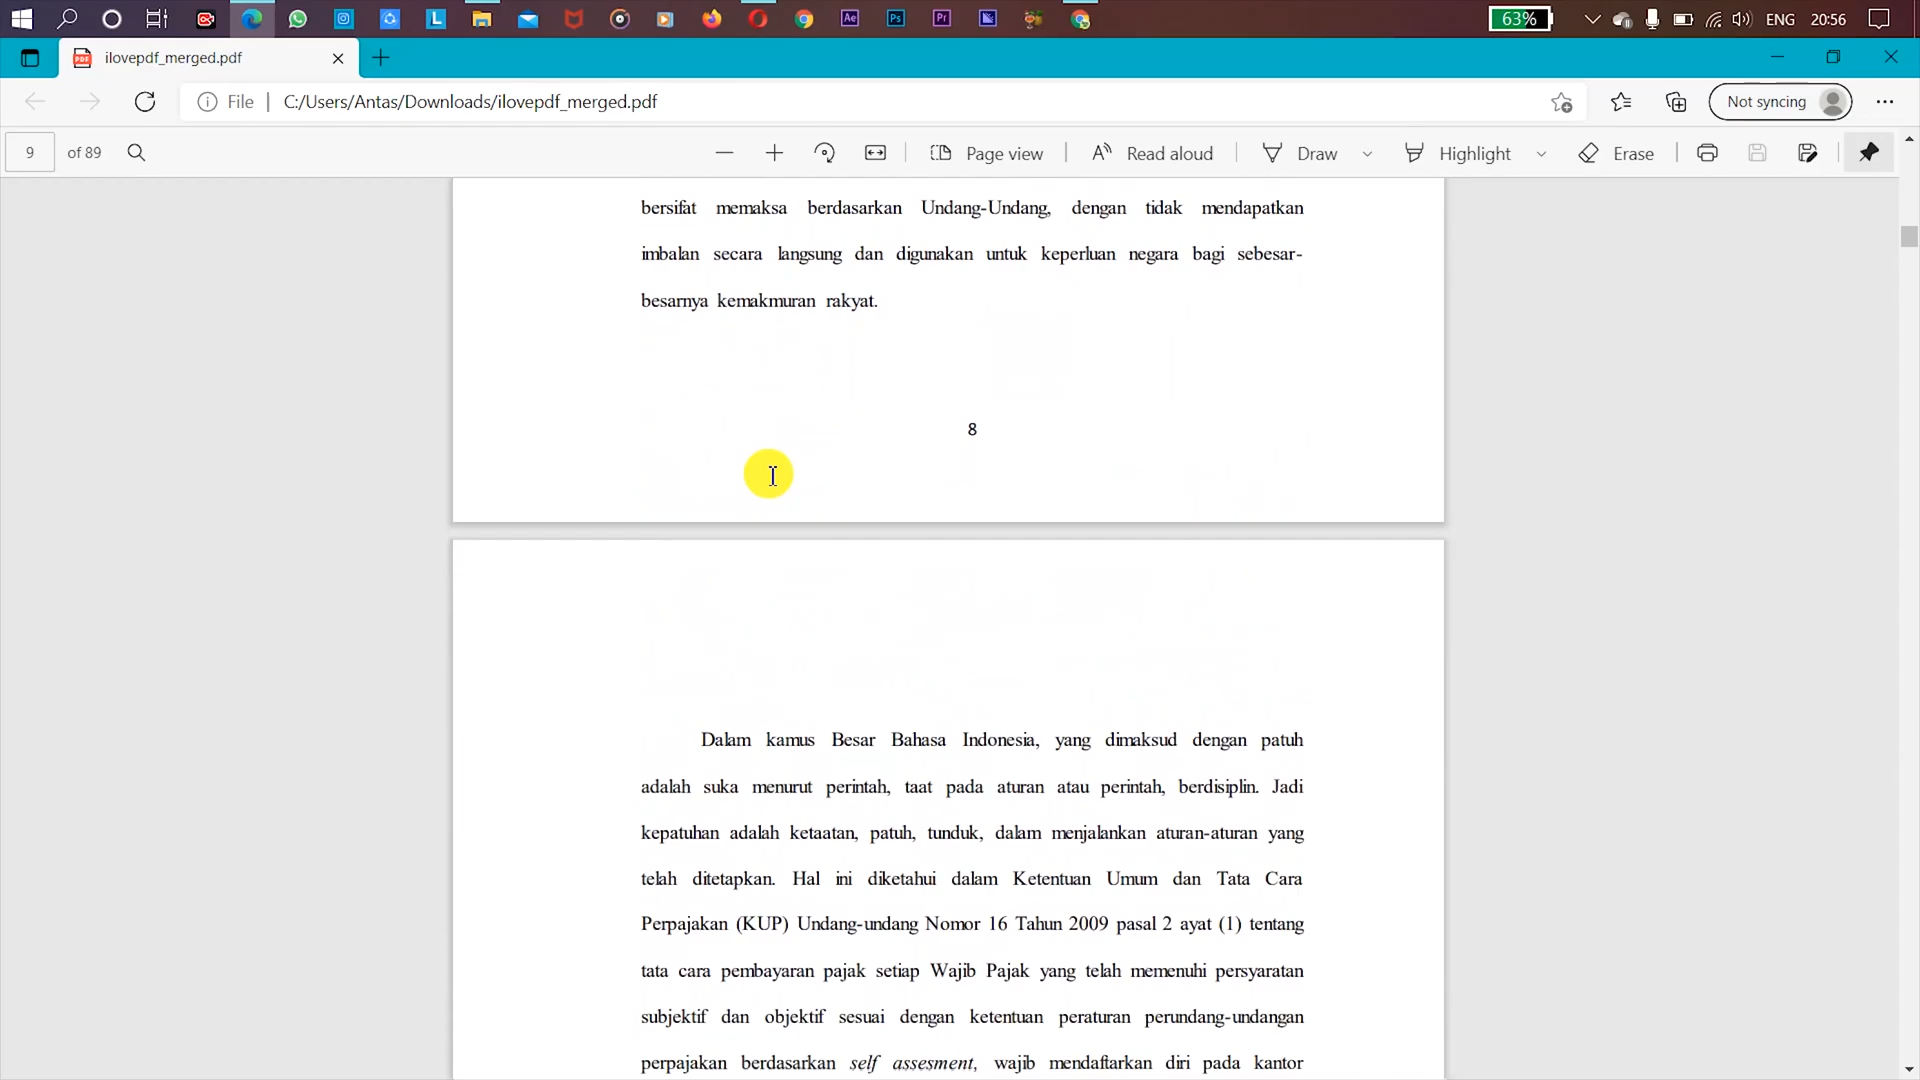 63%
ENG
20:56
ilovepdf_merged.pdf
File
C:/Users/Antas/Downloads/ilovepdf_merged.pdf
Not syncing
9 of 89
Page view
Read aloud
Draw
Highlight
Erase
bersifat memaksa berdasarkan Undang-Undang, dengan tidak mendapatkan
imbalan secara langsung dan digunakan untuk keperluan negara bagi sebesar-
besarnya kemakmuran rakyat.
8
Dalam kamus Besar Bahasa Indonesia, yang dimaksud dengan patuh
adalah suka menurut perintah, taat pada aturan atau perintah, berdisiplin. Jadi
kepatuhan adalah ketaatan, patuh, tunduk, dalam menjalankan aturan-aturan yang
telah ditetapkan. Hal ini diketahui dalam Ketentuan Umum dan Tata Cara
Perpajakan (KUP) Undang-undang Nomor 16 Tahun 2009 pasal 2 ayat (1) tentang
tata cara pembayaran pajak setiap Wajib Pajak yang telah memenuhi persyaratan
subjektif dan objektif sesuai dengan ketentuan peraturan perundang-undangan
perpajakan berdasarkan self assesment, wajib mendaftarkan diri pada kantor